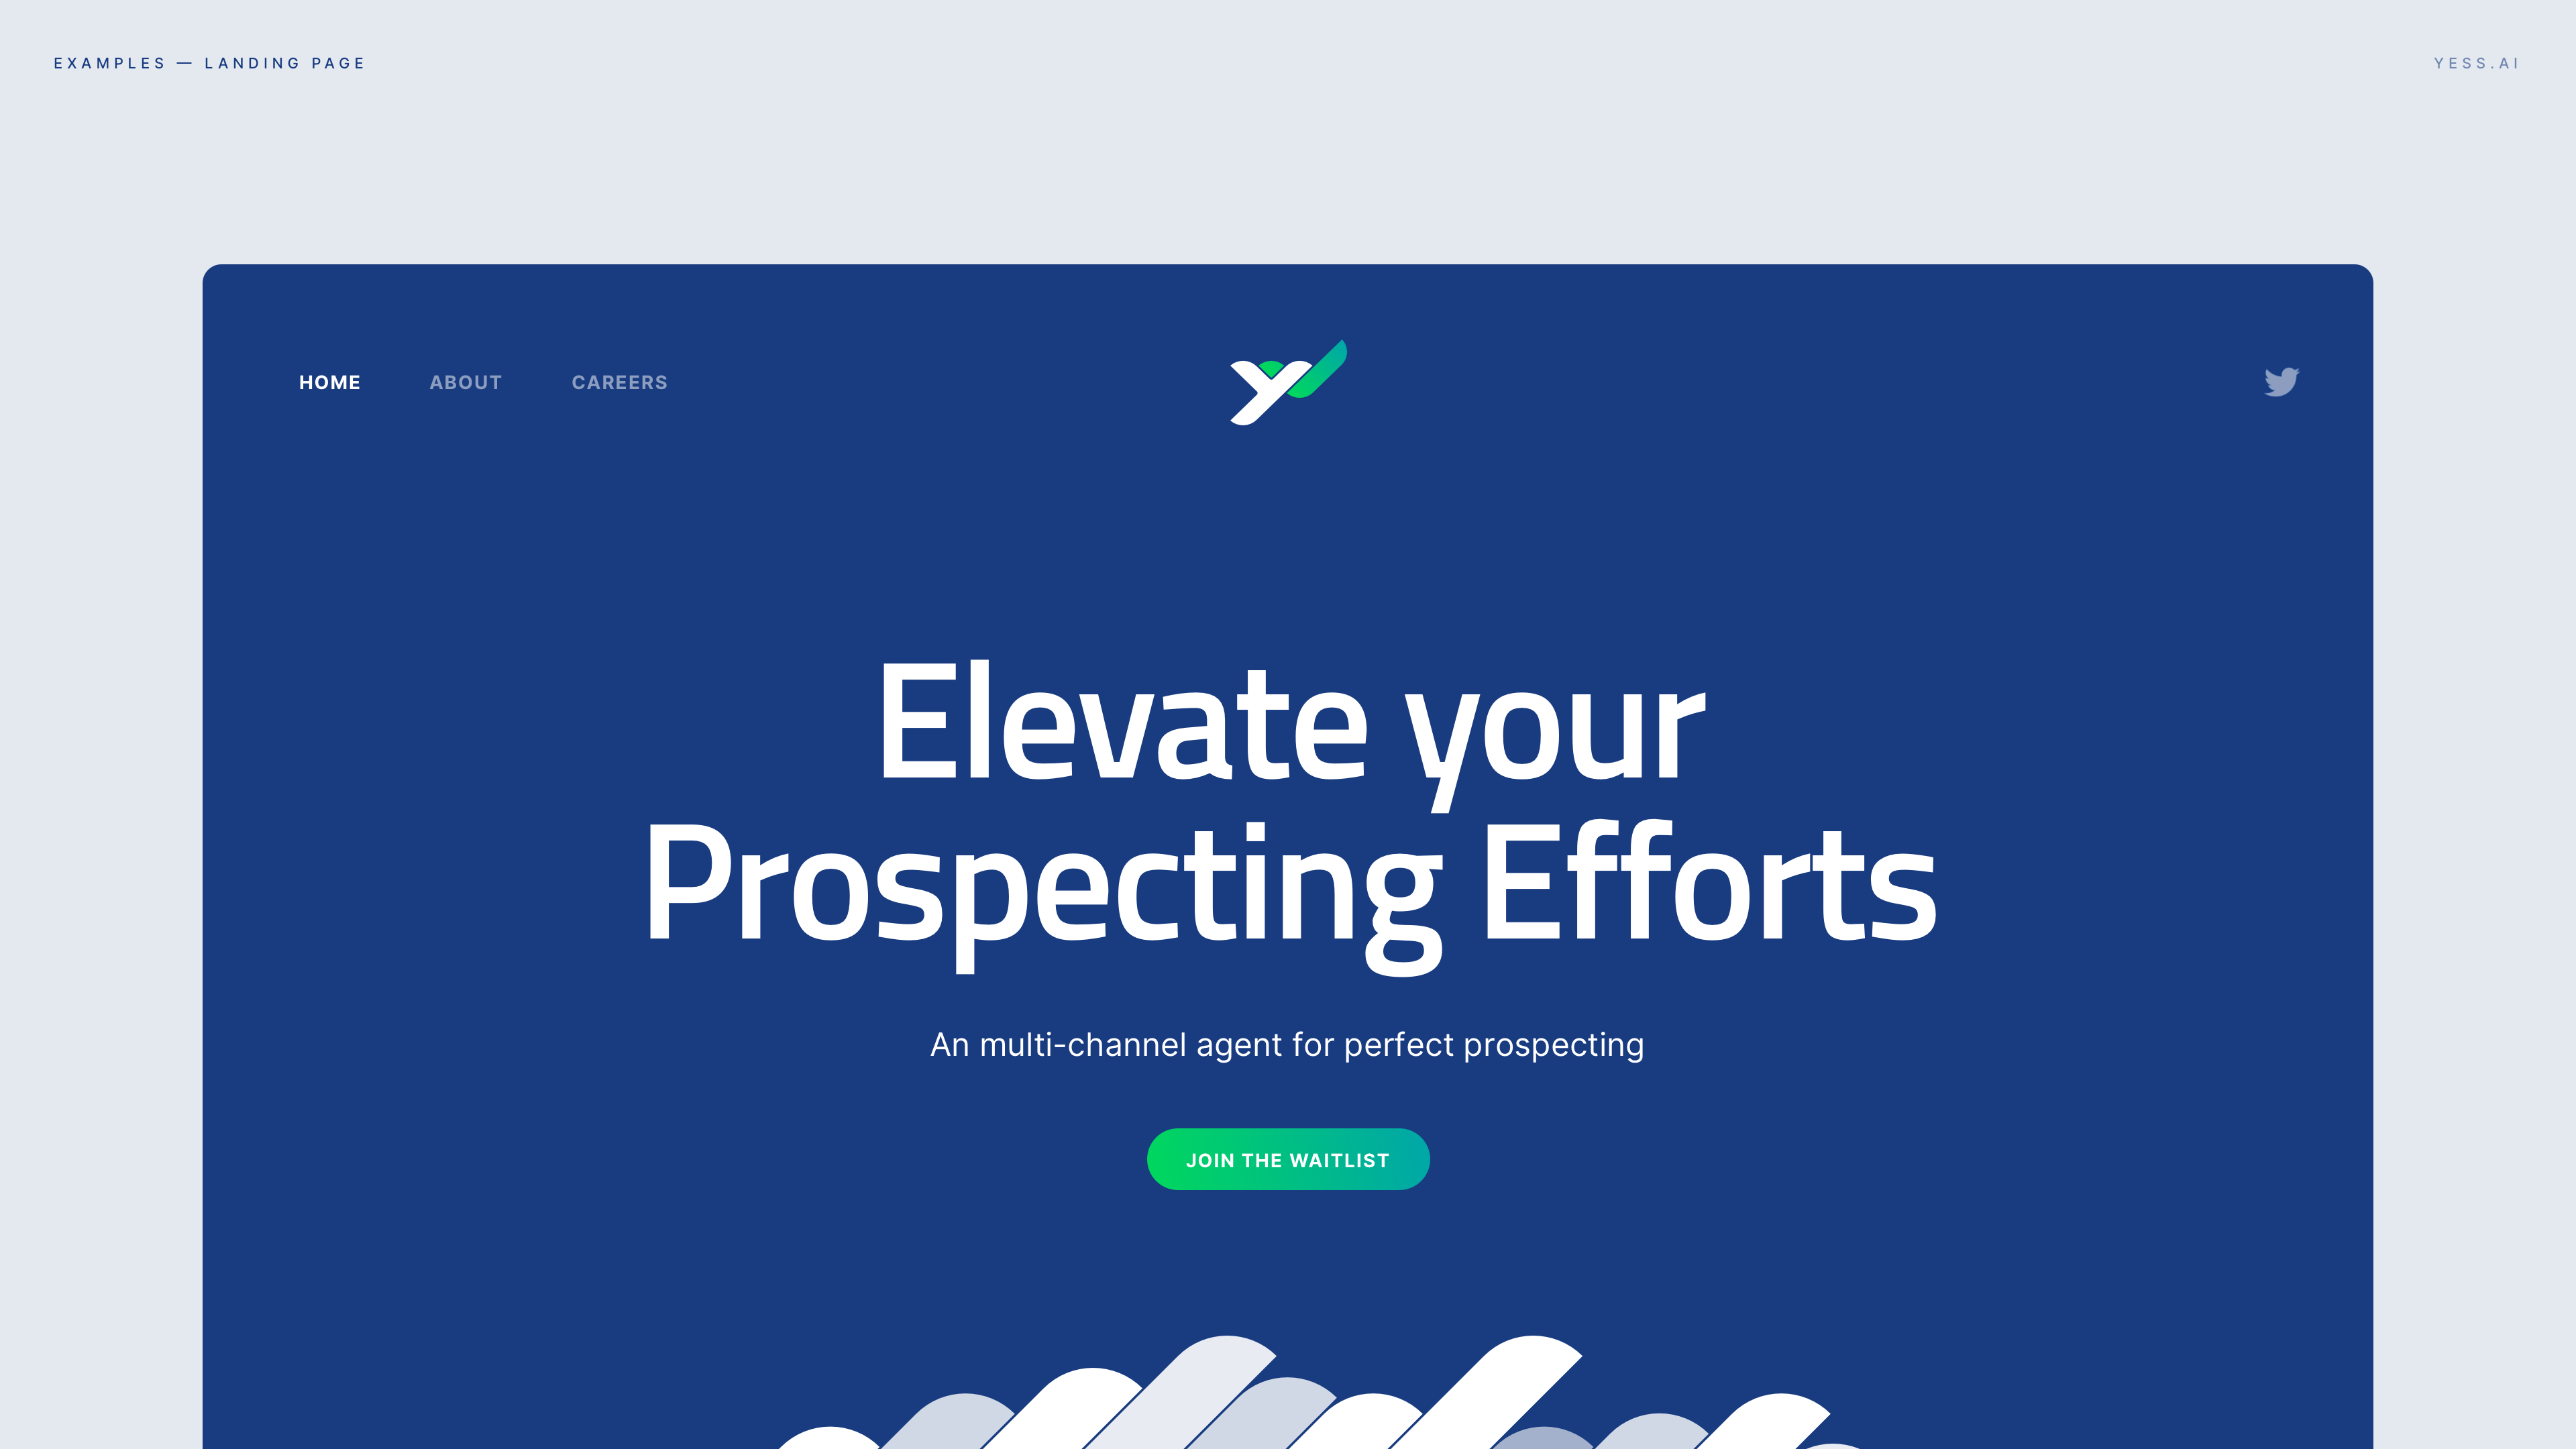 EXAMPLES — LANDING PAGE
YESS.AI
HOME ABOUT CAREERS
Elevate your
Prospecting Efforts
An multi-channel agent for perfect prospecting
JOIN THE WAITLIST